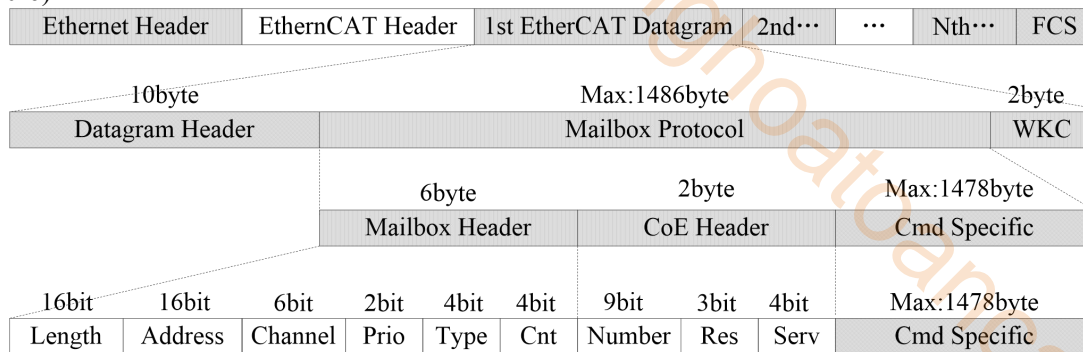 Ethernet Header EthernCAT Header 1st EtherCAT Datagram 2nd··· ··· Nth··· FCS
10byte Max:1486byte 2byte
Datagram Header Mailbox Protocol WKC
6byte 2byte Max:1478byte
Mailbox Header CoE Header Cmd Specific
16bit 16bit 6bit 2bit 4bit 4bit 9bit 3bit 4bit Max:1478byte
Length Address Channel Prio Type Cnt Number Res Serv Cmd Specific